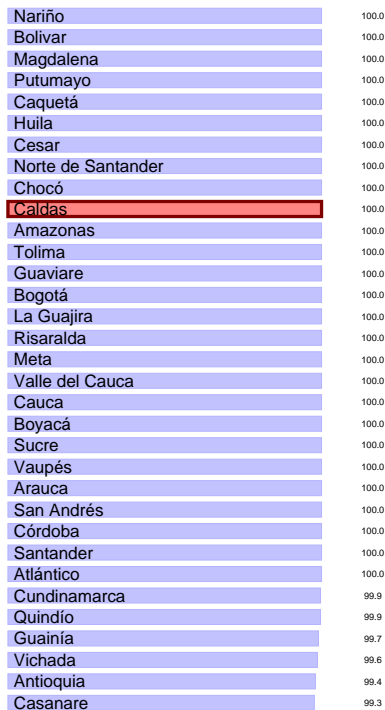 Nariño 100.0
Bolivar 100.0
Magdalena 100.0
Putumayo 100.0
Caquetá 100.0
Huila 100.0
Cesar 100.0
Norte de Santander 100.0
Chocó 100.0
Caldas 100.0
Amazonas 100.0
Tolima 100.0
Guaviare 100.0
Bogotá 100.0
La Guajira 100.0
Risaralda 100.0
Meta 100.0
Valle del Cauca 100.0
Cauca 100.0
Boyacá 100.0
Sucre 100.0
Vaupés 100.0
Arauca 100.0
San Andrés 100.0
Córdoba 100.0
Santander 100.0
Atlántico 100.0
Cundinamarca 99.9
Quindío 99.9
Guainía 99.7
Vichada 99.6
Antioquia 99.4
Casanare 99.3